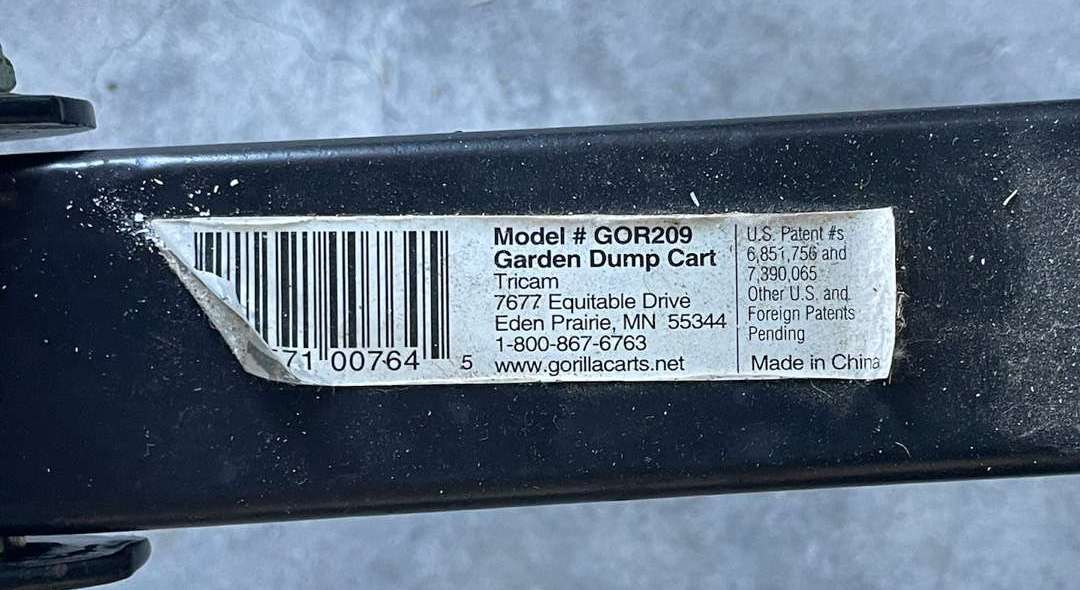 Model # GOR209
Garden Dump Cart
Tricam
7677 Equitable Drive
Eden Prairie, MN 55344
1-800-867-6763
www.gorillacarts.net
U.S. Patent #s
6,851,756 and
7,390,065
Other U.S. and
Foreign Patents
Pending
Made in China
71 00764 5